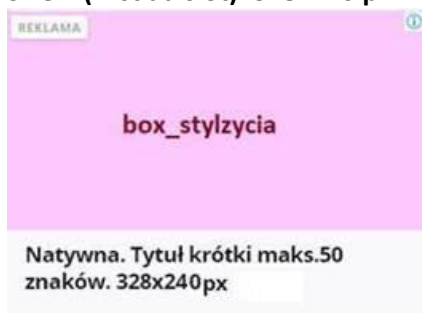 REKLAMA
box_stylzycia
Natywna. Tytuł krótki maks.50
znaków. 328x240px